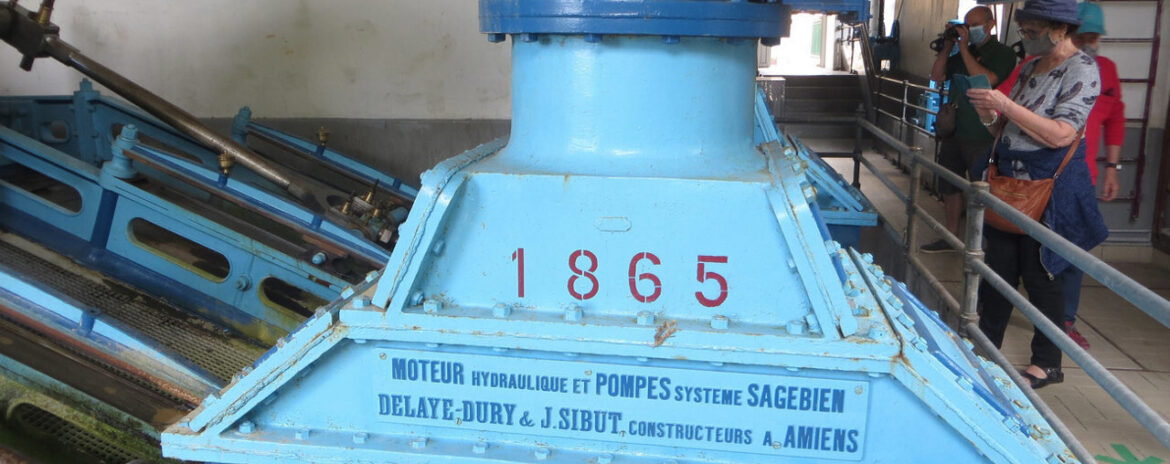 1865
MOTEUR HYDRAULIQUE ET POMPES SYSTEME SAGEBIEN
DELAYE-DURY & J. SIBUT, CONSTRUCTEURS A AMIENS